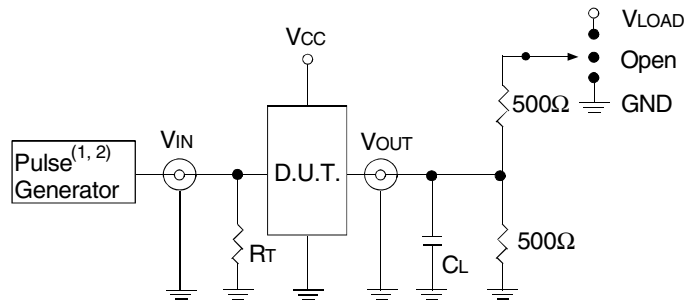 VLOAD
VCC
Open
500Ω
GND
VIN
VOUT
Pulse(1, 2)
Generator
D.U.T.
RT
CL
500Ω